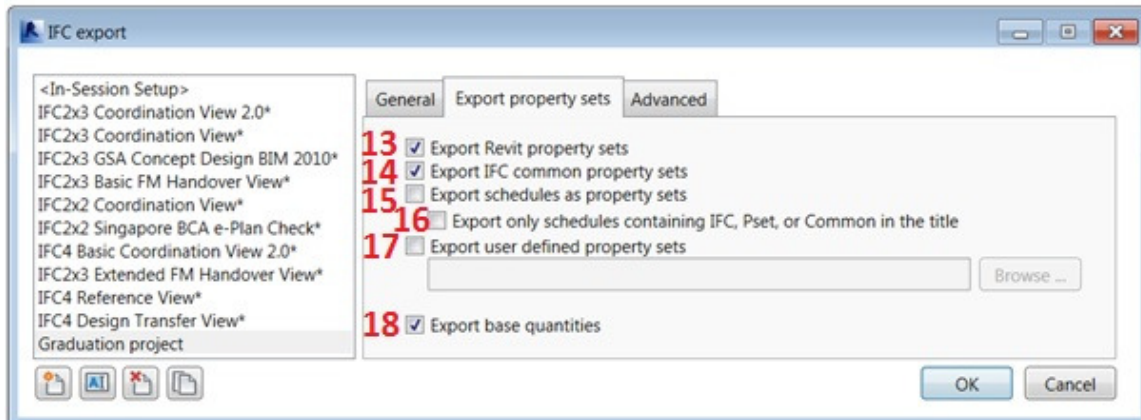 IFC export
<In-Session Setup>
IFC2x3 Coordination View 2.0*
IFC2x3 Coordination View*
IFC2x3 GSA Concept Design BIM 2010*
IFC2x3 Basic FM Handover View*
IFC2x2 Coordination View*
IFC2x2 Singapore BCA e-Plan Check*
IFC4 Basic Coordination View 2.0*
IFC2x3 Extended FM Handover View*
IFC4 Reference View*
IFC4 Design Transfer View*
Graduation project
General Export property sets Advanced
13 Export Revit property sets
14 Export IFC common property sets
15 Export schedules as property sets
16 Export only schedules containing IFC, Pset, or Common in the title
17 Export user defined property sets
Browse ...
18 Export base quantities
AI
OK Cancel